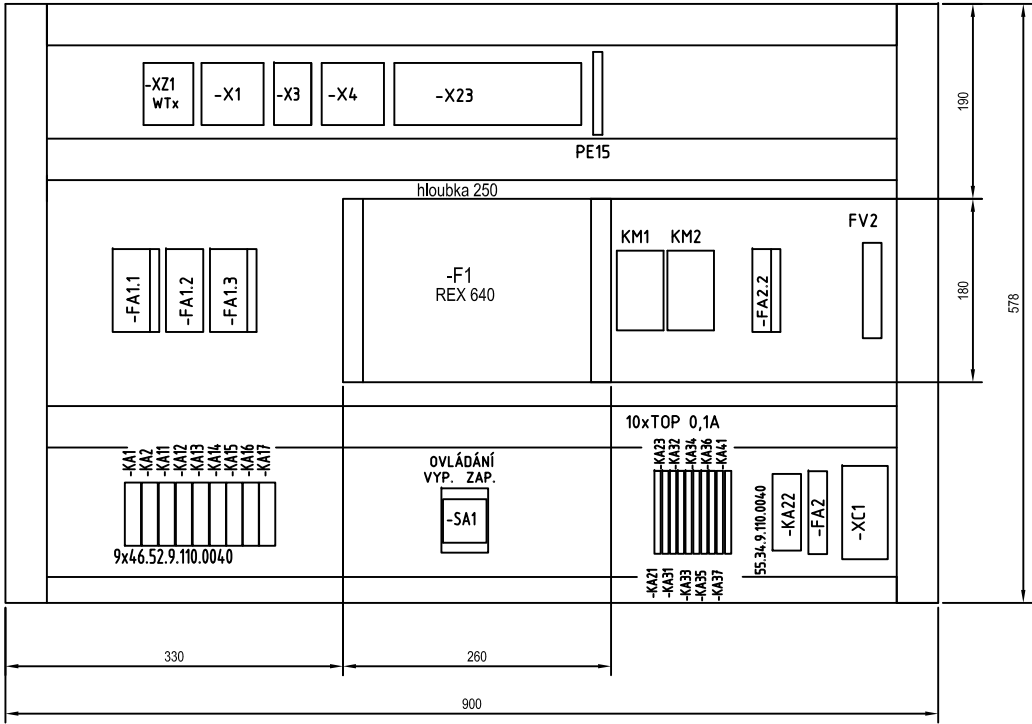 -XZ1
WTx
-X1
-X3
-X4
-X23
PE15
190
hloubka 250
-FA1.1
-FA1.2
-FA1.3
-F1
REX 640
KM1
KM2
-FA2.2
FV2
180
578
-KA1
-KA2
-KA11
-KA12
-KA13
-KA14
-KA15
-KA16
-KA17
9x46.52.9.110.0040
OVLÁDÁNÍ
VYP. ZAP.
-SA1
10xTOP 0,1A
-KA23
-KA32
-KA34
-KA36
-KA41
-KA21
-KA31
-KA33
-KA35
-KA37
55.34.9.110.0040
-KA22
-FA2
-XC1
330
260
900